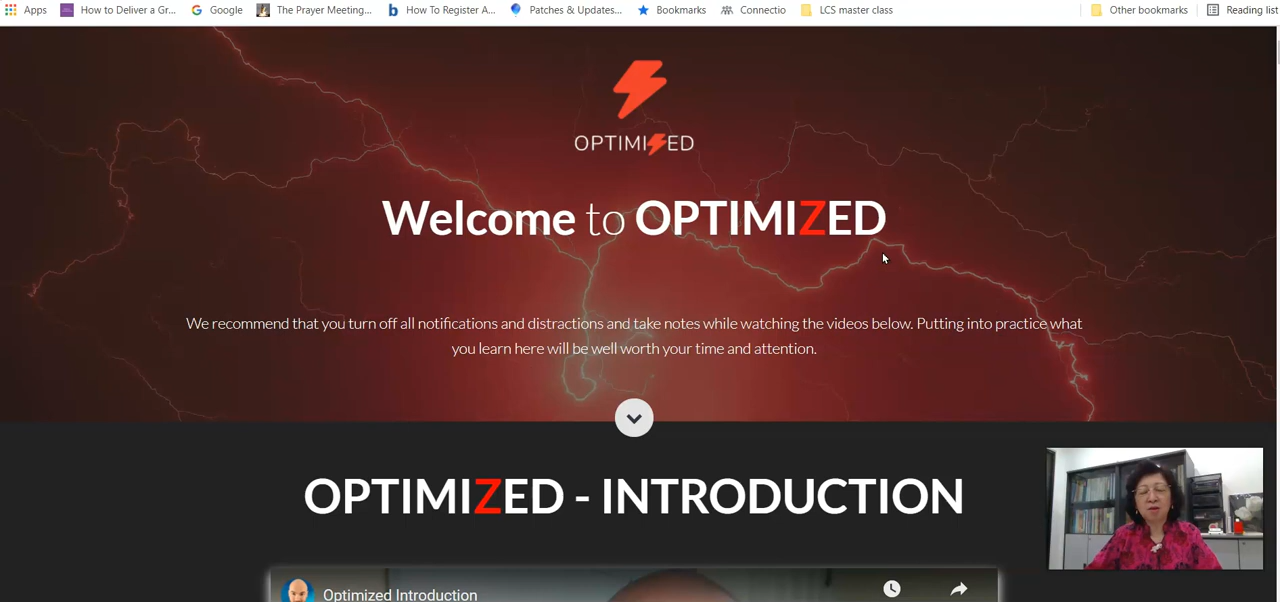 Apps How to Deliver a Gr... Google The Prayer Meeting... How To Register A... Patches & Updates... Bookmarks Connectio LCS master class Other bookmarks Reading list
OPTIMIZED
Welcome to OPTIMIZED
We recommend that you turn off all notifications and distractions and take notes while watching the videos below. Putting into practice what
you learn here will be well worth your time and attention.
OPTIMIZED - INTRODUCTION
Optimized Introduction